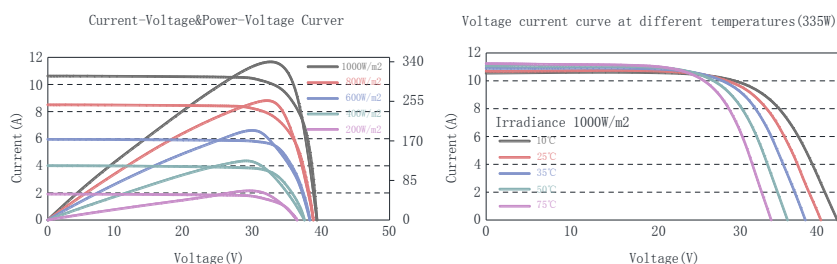 Current-Voltage&Power-Voltage Curver
12
10
8
6
4
2
0
Current(A)
1000W/m2
800W/m2
600W/m2
400W/m2
200W/m2
340
255
170
85
0
0
10
20
30
40
50
Voltage(V)
Voltage current curve at different temperatures(335W)
12
10
8
6
4
2
0
Current(A)
Irradiance 1000W/m2
10℃
25℃
35℃
50℃
75℃
0
10
20
30
40
Voltage(V)